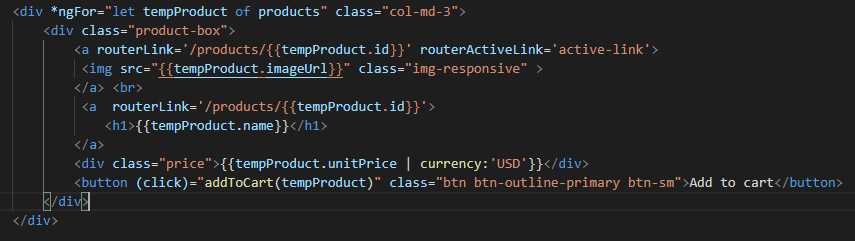 <div *ngFor="let tempProduct of products" class="col-md-3">
    <div class="product-box">
        <a routerLink='/products/{{tempProduct.id}}' routerActiveLink='active-link'>
         <img src="{{tempProduct.imageUrl}}" class="img-responsive" >
        </a> <br>
         <a  routerLink='/products/{{tempProduct.id}}'>
            <h1>{{tempProduct.name}}</h1>
        </a>
        <div class="price">{{tempProduct.unitPrice | currency:'USD'}}</div>
        <button (click)="addToCart(tempProduct)" class="btn btn-outline-primary btn-sm">Add to cart</button>
    </div>
</div>